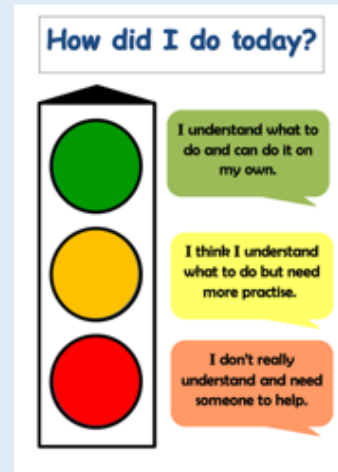 How did I do today?
I understand what to
do and can do it on
my own.
I think I understand
what to do but need
more practise.
I don't really
understand and need
someone to help.